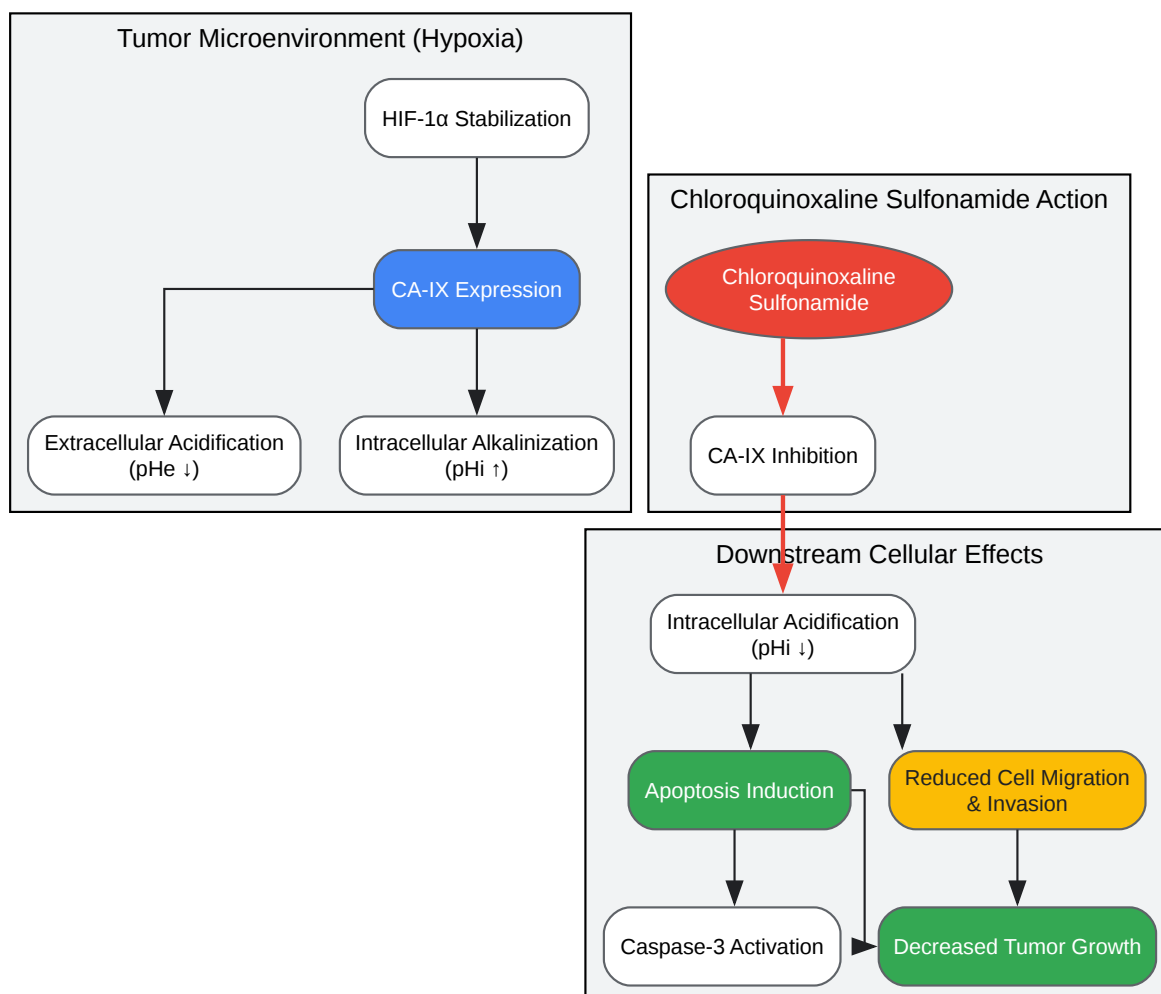 Tumor Microenvironment (Hypoxia)
HIF-1α Stabilization
CA-IX Expression
Extracellular Acidification
(pHe ↓)
Intracellular Alkalinization
(pHi ↑)
Chloroquinoxaline Sulfonamide Action
Chloroquinoxaline
Sulfonamide
CA-IX Inhibition
Downstream Cellular Effects
Intracellular Acidification
(pHi ↓)
Apoptosis Induction
Reduced Cell Migration
& Invasion
Caspase-3 Activation
Decreased Tumor Growth